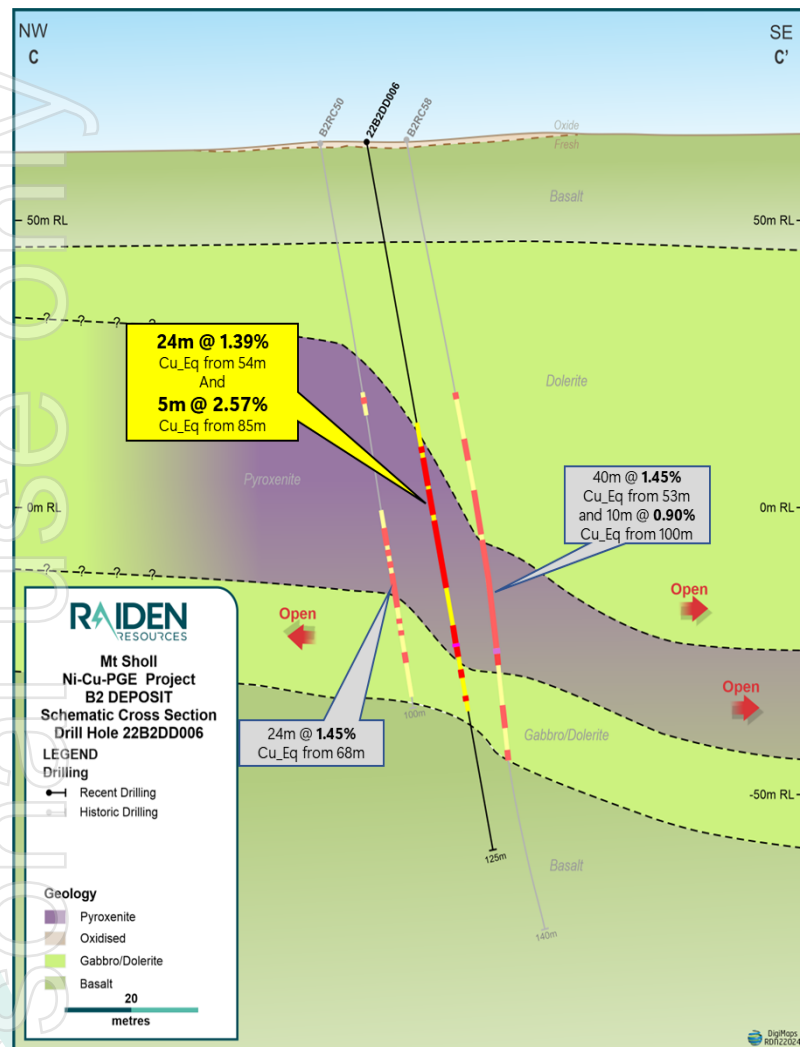 NW
C
SE
C'
B2RC50
22B2DD006
B2RC58
Oxide
Fresh
Basalt
50m RL
50m RL
? ? ? ?
24m @ 1.39%
Cu_Eq from 54m
And
5m @ 2.57%
Cu_Eq from 85m
Dolerite
Pyroxenite
40m @ 1.45%
Cu_Eq from 53m
and 10m @ 0.90%
Cu_Eq from 100m
0m RL
0m RL
? ? ? ?
Open
Open
Open
24m @ 1.45%
Cu_Eq from 68m
100m
Gabbro/Dolerite
-50m RL
125m
Basalt
140m
RAIDEN
RESOURCES
Mt Sholl
Ni-Cu-PGE Project
B2 DEPOSIT
Schematic Cross Section
Drill Hole 22B2DD006
LEGEND
Drilling
Recent Drilling
Historic Drilling
Geology
Pyroxenite
Oxidised
Gabbro/Dolerite
Basalt
20
metres
DigiMaps
RDN22024
sonal use only